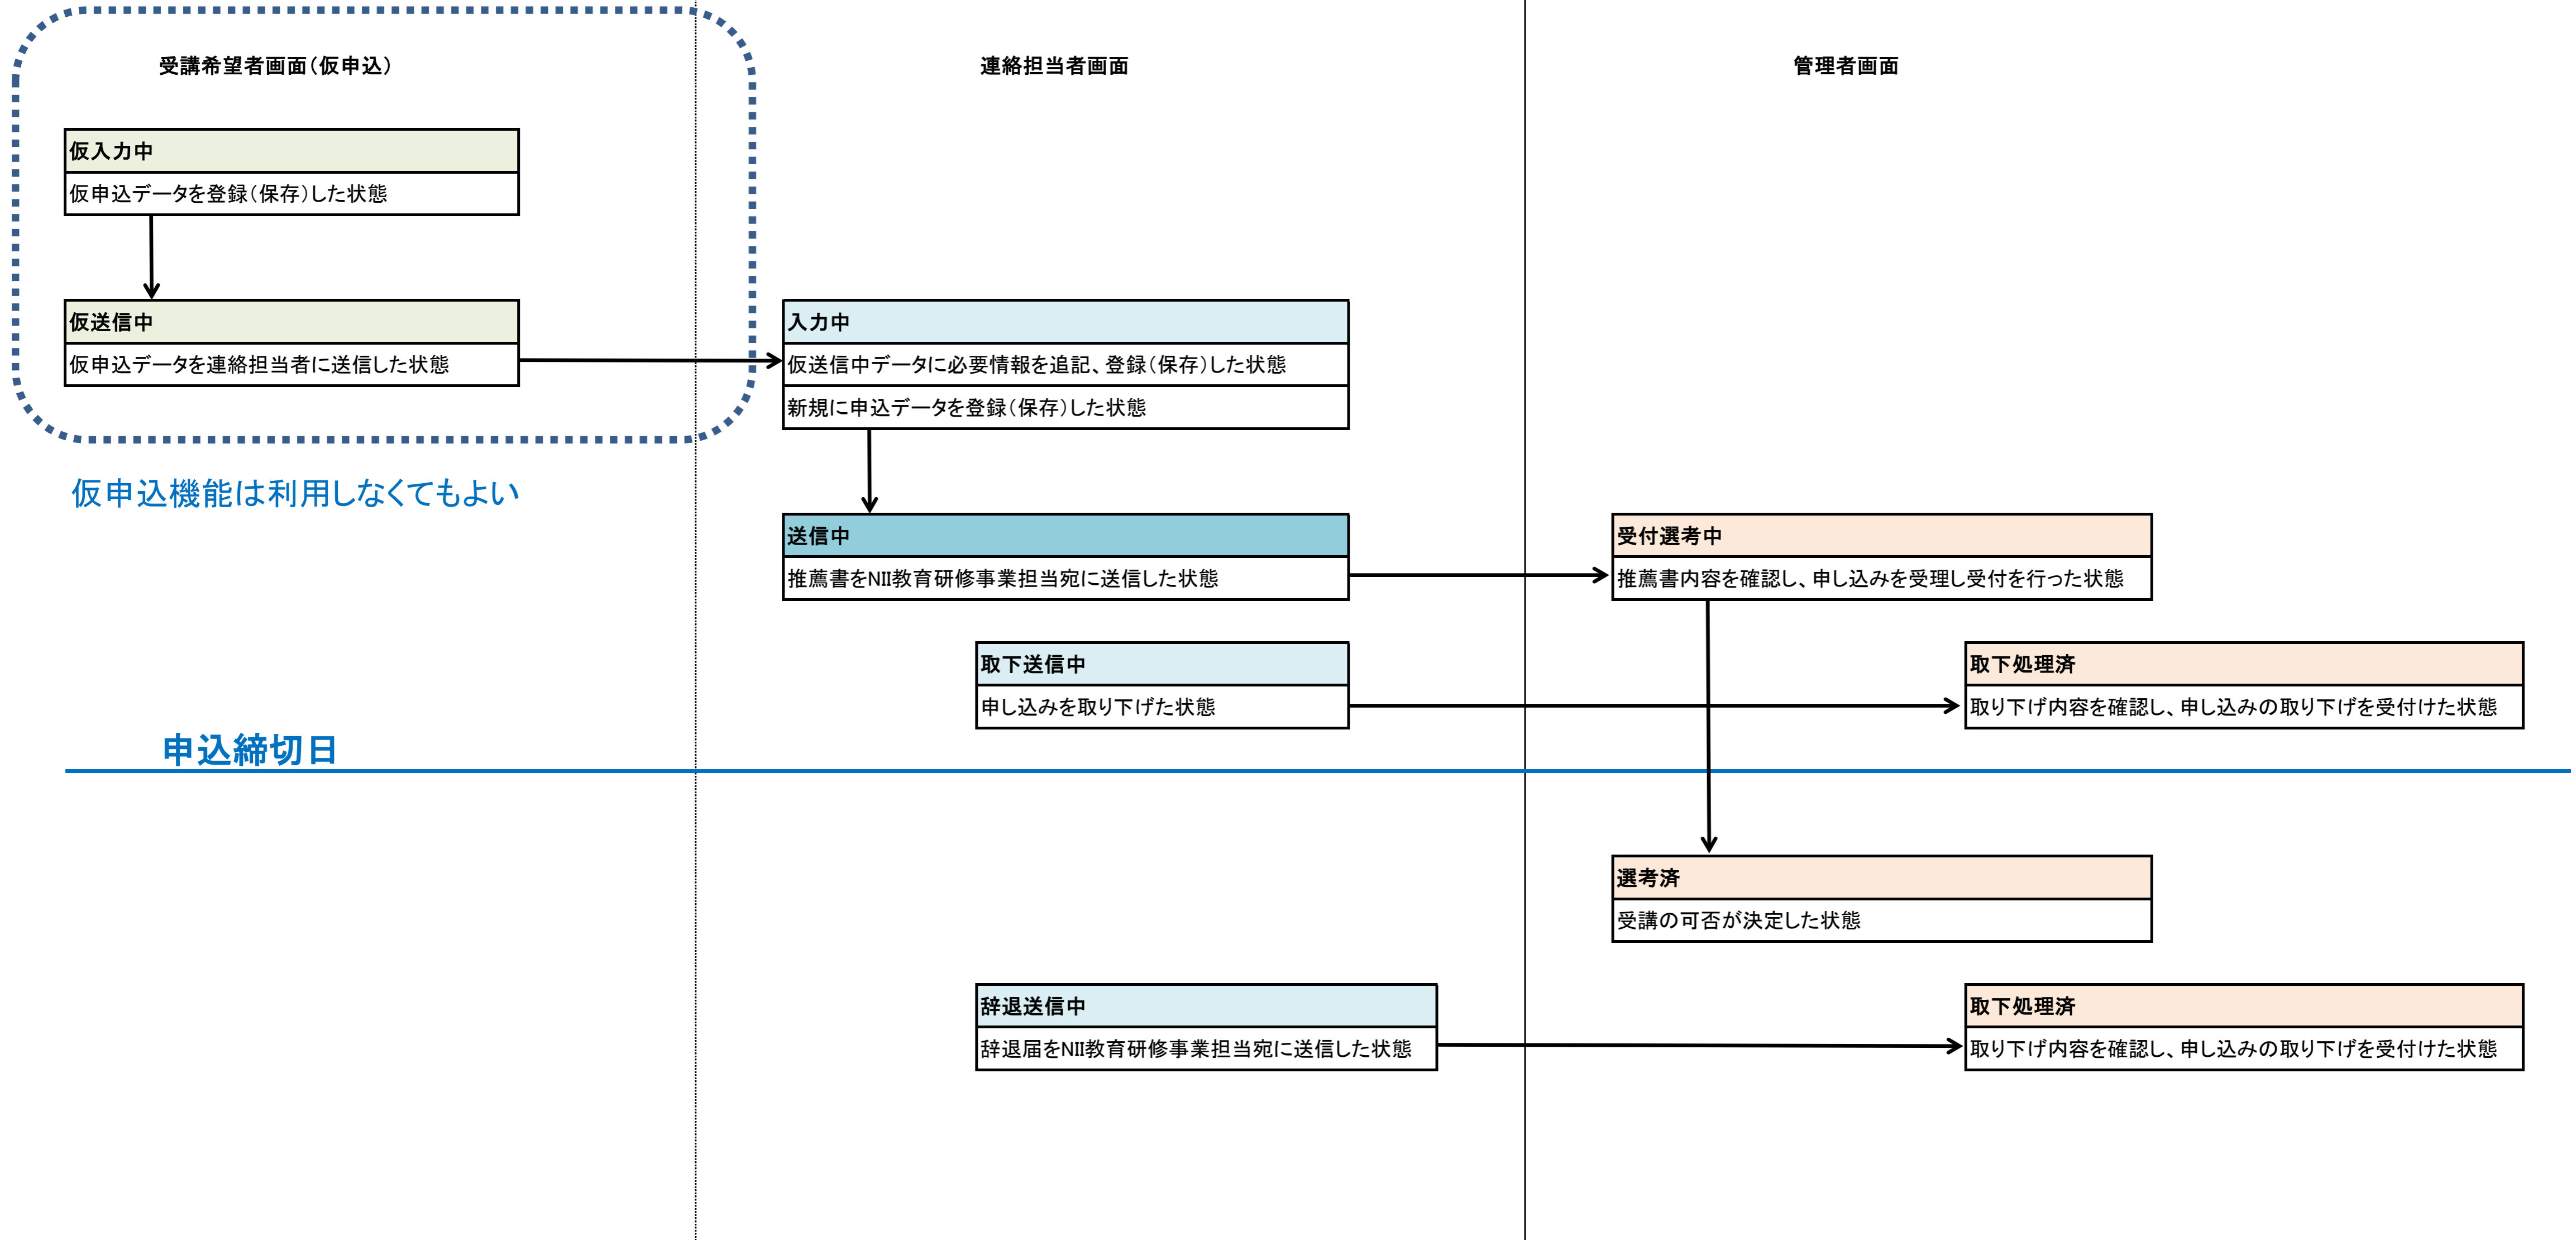 受講希望者画面（仮申込）
連絡担当者画面
管理者画面
仮入力中
仮申込データを登録（保存）した状態
仮送信中
仮申込データを連絡担当者に送信した状態
入力中
仮送信中データに必要情報を追記、登録（保存）した状態
新規に申込データを登録（保存）した状態
仮申込機能は利用しなくてもよい
送信中
推薦書をNII教育研修事業担当宛に送信した状態
受付選考中
推薦書内容を確認し、申し込みを受理し受付を行った状態
取下送信中
申し込みを取り下げた状態
取下処理済
取り下げ内容を確認し、申し込みの取り下げを受付けた状態
申込締切日
選考済
受講の可否が決定した状態
辞退送信中
辞退届をNII教育研修事業担当宛に送信した状態
取下処理済
取り下げ内容を確認し、申し込みの取り下げを受付けた状態